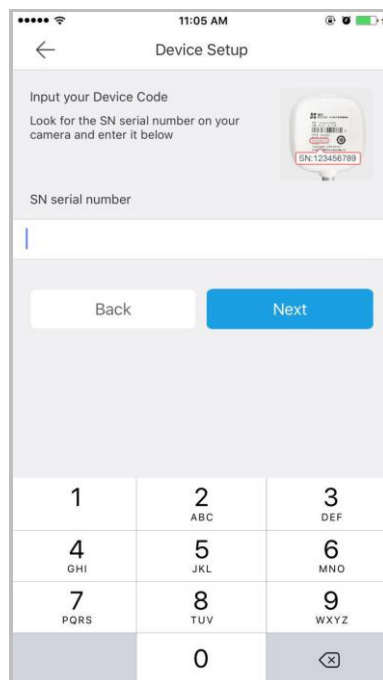 11:05 AM
Device Setup
Input your Device Code
Look for the SN serial number on your
camera and enter it below
SN:123456789
SN serial number
Back
Next
1
2
ABC
3
DEF
4
GHI
5
JKL
6
MNO
7
PQRS
8
TUV
9
WXYZ
0